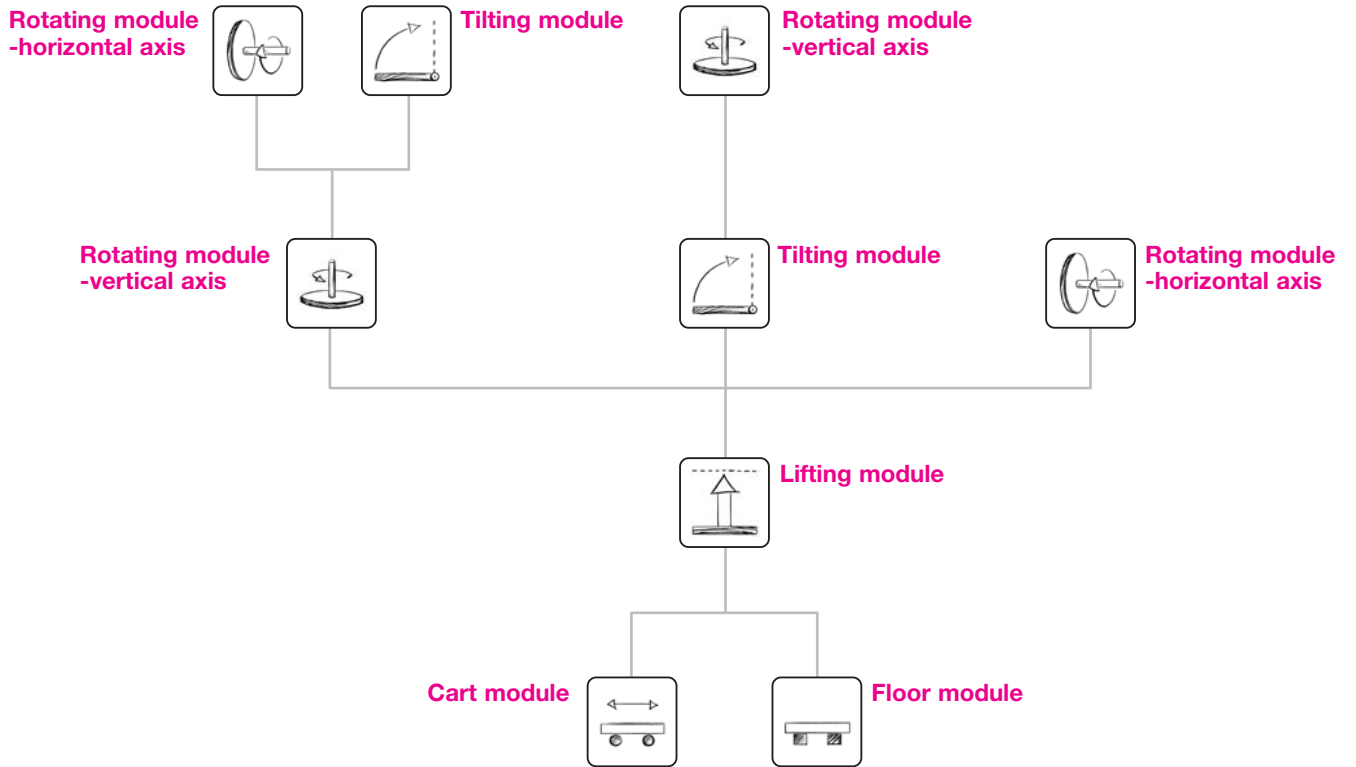 Rotating module
-horizontal axis
Tilting module
Rotating module
-vertical axis
Rotating module
-vertical axis
Tilting module
Rotating module
-horizontal axis
Lifting module
Cart module
Floor module